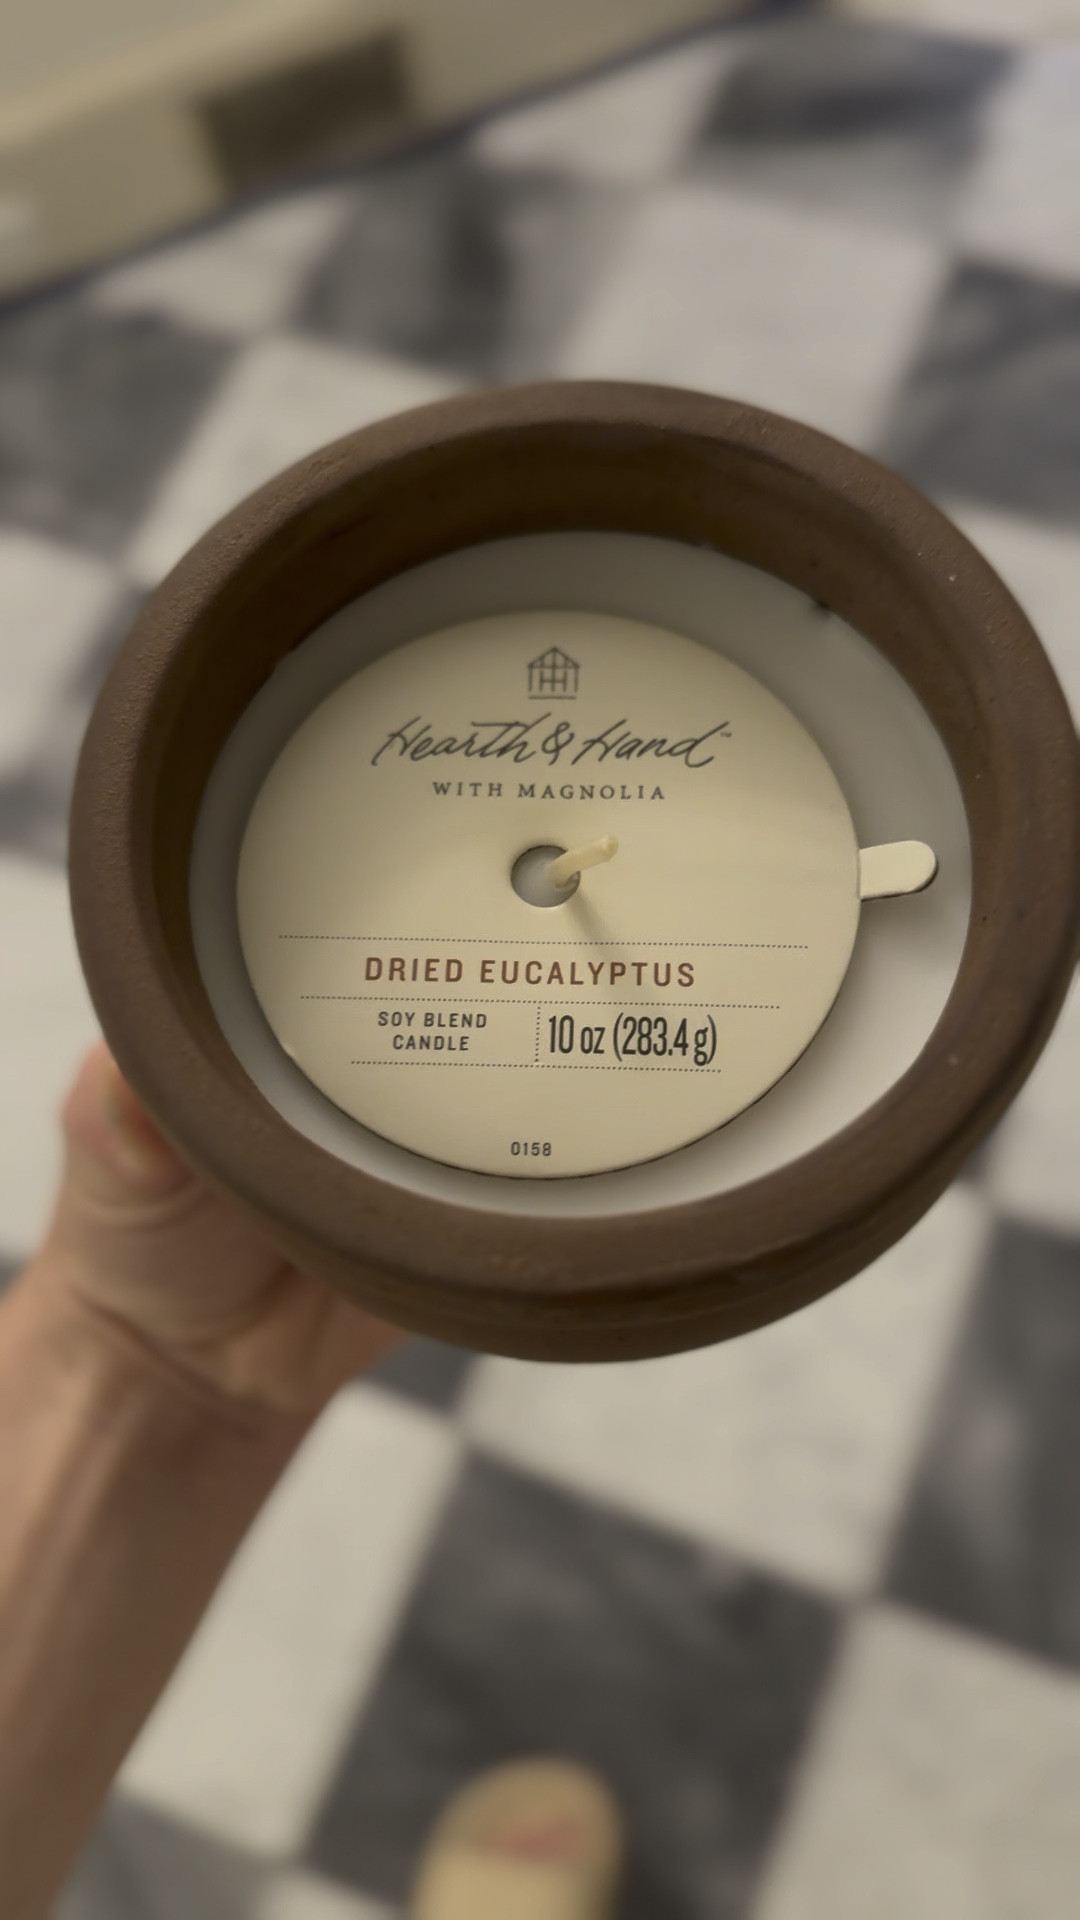 Hearth & Hand™
WITH MAGNOLIA
DRIED EUCALYPTUS
SOY BLEND
CANDLE
10 oz (283.4 g)
0158